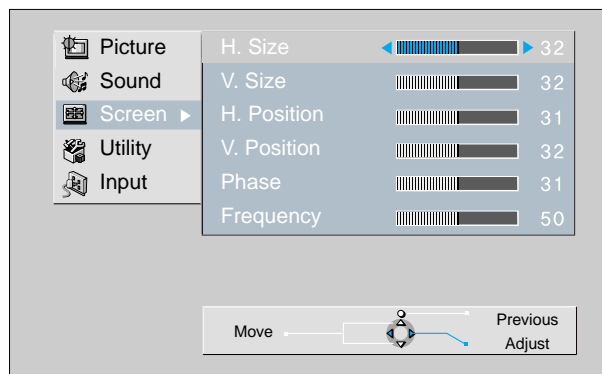 Picture
Sound
Screen
Utility
Input
H. Size 32
V. Size 32
H. Position 31
V. Position 32
Phase 31
Frequency 50
Move
Previous
Adjust